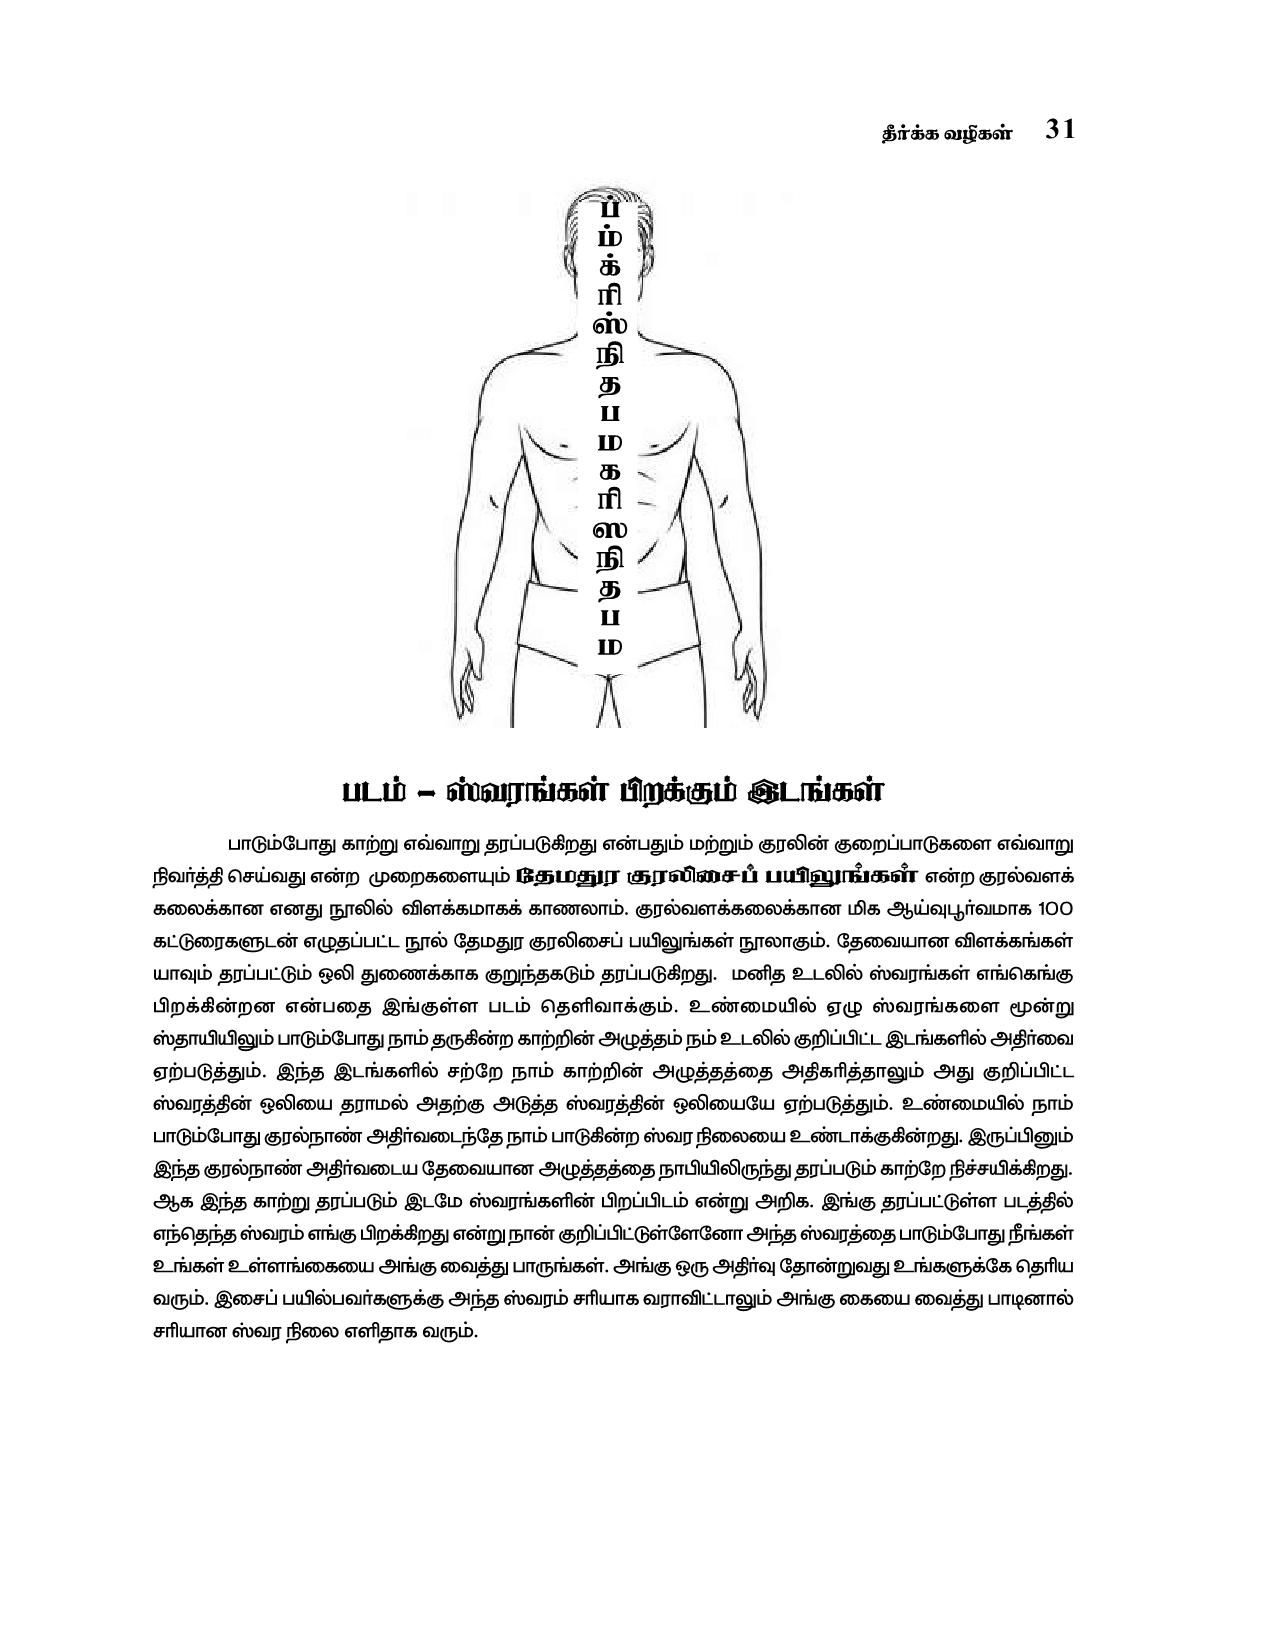 தீர்க்க வழிகள் 31
ப்
ம்
க்
ரி
ஸ்
நி
த
ப
ம
க
ரி
ஸ
நி
த
ப
ம
படம் – ஸ்வரங்கள் பிறக்கும் இடங்கள்
பாடும்போது காற்று எவ்வாறு தரப்படுகிறது என்பதும் மற்றும் குரலின் குறைப்பாடுகளை எவ்வாறு
நிவர்த்தி செய்வது என்ற முறைகளையும் தேமதுர குரலிசைப் பயிலுங்கள் என்ற குரல்வளக்
கலைக்கான எனது நூலில் விளக்கமாகக் காணலாம். குரல்வளக்கலைக்கான மிக ஆய்வுபூர்வமாக 100
கட்டுரைகளுடன் எழுதப்பட்ட நூல் தேமதுர குரலிசைப் பயிலுங்கள் நூலாகும். தேவையான விளக்கங்கள்
யாவும் தரப்பட்டும் ஒலி துணைக்காக குறுந்தகடும் தரப்படுகிறது. மனித உடலில் ஸ்வரங்கள் எங்கெங்கு
பிறக்கின்றன என்பதை இங்குள்ள படம் தெளிவாக்கும். உண்மையில் ஏழு ஸ்வரங்களை மூன்று
ஸ்தாயியிலும் பாடும்போது நாம் தருகின்ற காற்றின் அழுத்தம் நம் உடலில் குறிப்பிட்ட இடங்களில் அதிர்வை
ஏற்படுத்தும். இந்த இடங்களில் சற்றே நாம் காற்றின் அழுத்தத்தை அதிகரித்தாலும் அது குறிப்பிட்ட
ஸ்வரத்தின் ஒலியை தராமல் அதற்கு அடுத்த ஸ்வரத்தின் ஒலியையே ஏற்படுத்தும். உண்மையில் நாம்
பாடும்போது குரல்நாண் அதிர்வடைந்தே நாம் பாடுகின்ற ஸ்வர நிலையை உண்டாக்குகின்றது. இருப்பினும்
இந்த குரல்நாண் அதிர்வடைய தேவையான அழுத்தத்தை நாபியிலிருந்து தரப்படும் காற்றே நிச்சயிக்கிறது.
ஆக இந்த காற்று தரப்படும் இடமே ஸ்வரங்களின் பிறப்பிடம் என்று அறிக. இங்கு தரப்பட்டுள்ள படத்தில்
எந்தெந்த ஸ்வரம் எங்கு பிறக்கிறது என்று நான் குறிப்பிட்டுள்ளேனோ அந்த ஸ்வரத்தை பாடும்போது நீங்கள்
உங்கள் உள்ளங்கையை அங்கு வைத்து பாருங்கள். அங்கு ஒரு அதிர்வு தோன்றுவது உங்களுக்கே தெரிய
வரும். இசைப் பயில்பவர்களுக்கு அந்த ஸ்வரம் சரியாக வராவிட்டாலும் அங்கு கையை வைத்து பாடினால்
சரியான ஸ்வர நிலை எளிதாக வரும்.